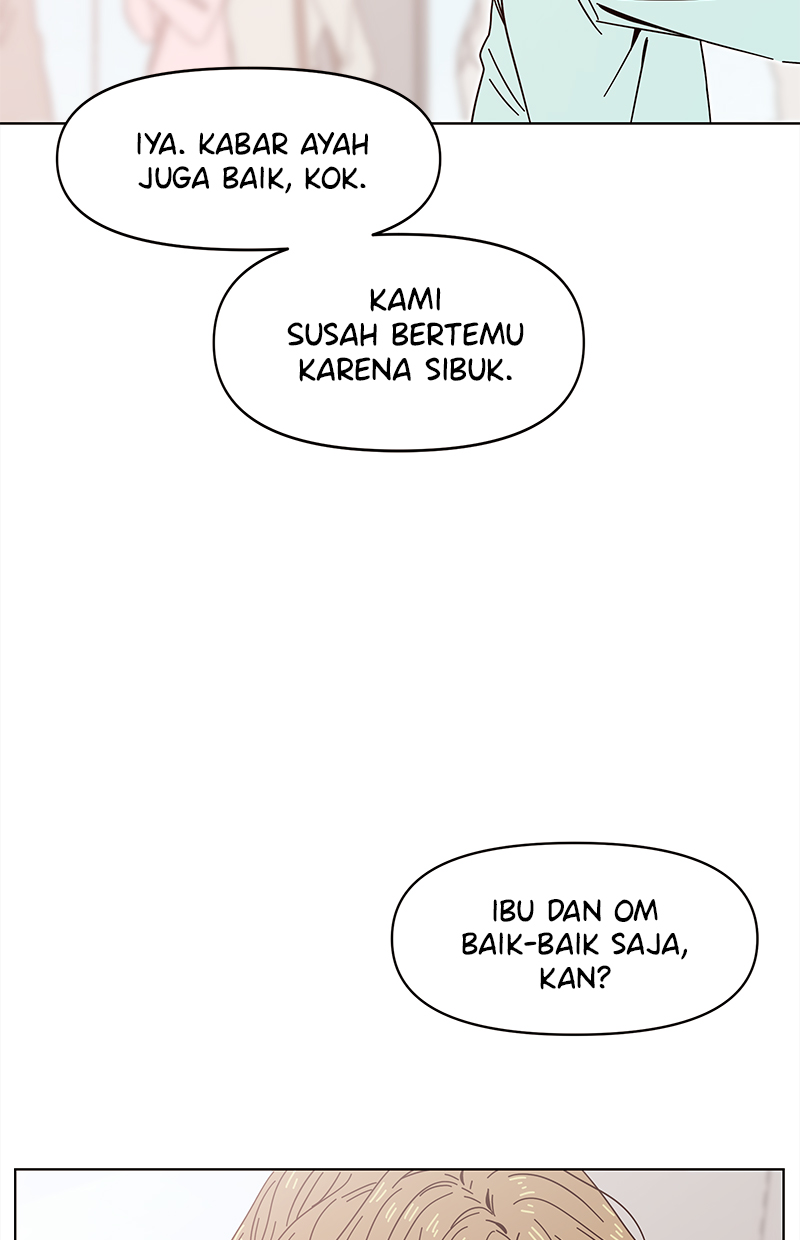 IYA. KABAR AYAH
JUGA BAIK, KOK.
KAMI
SUSAH BERTEMU
KARENA SIBUK.
IBU DAN OM
BAIK-BAIK SAJA,
KAN?